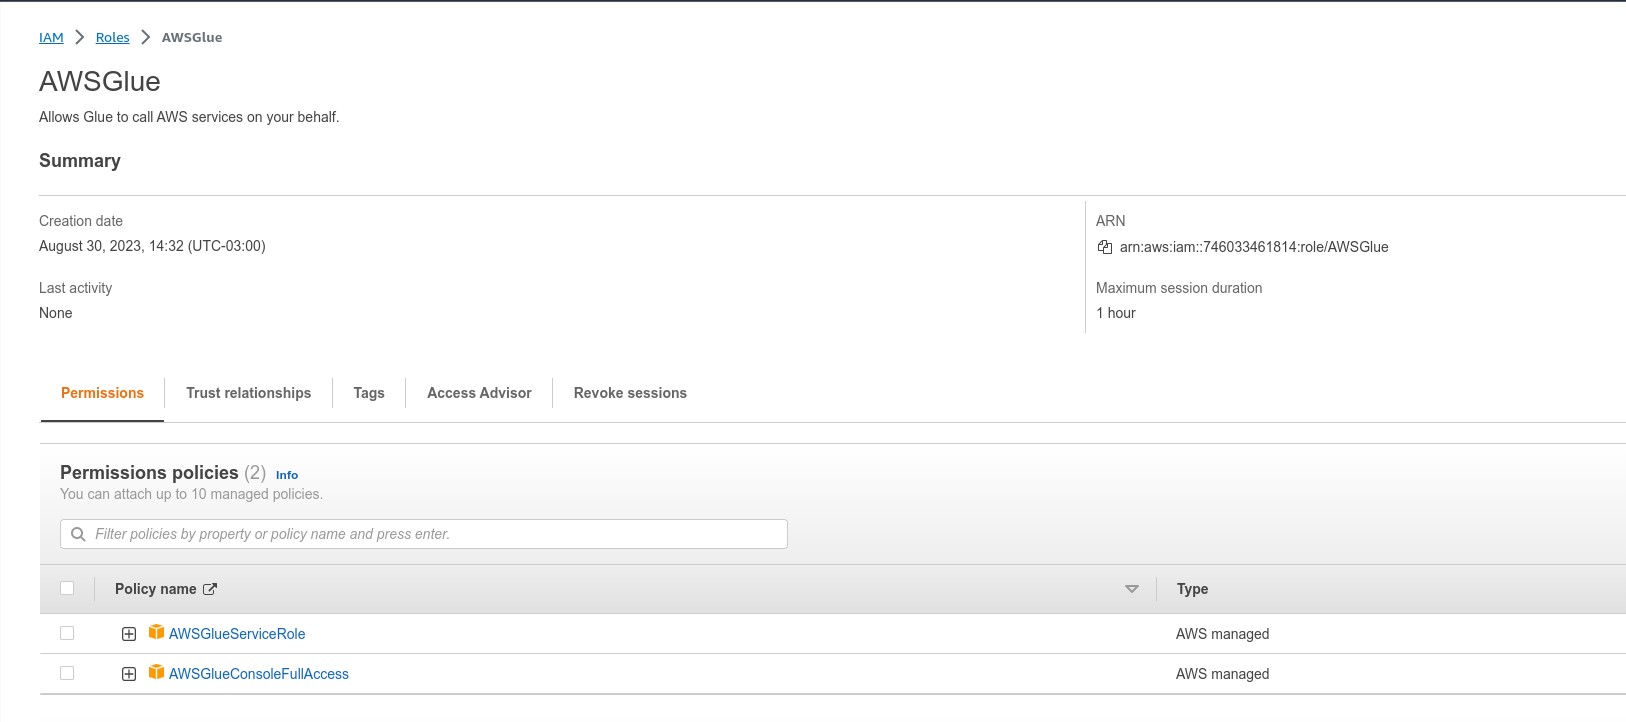 IAM > Roles > AWSGlue
AWSGlue
Allows Glue to call AWS services on your behalf.
Summary
Creation date
August 30, 2023, 14:32 (UTC-03:00)
Last activity
None
ARN
arn:aws:iam::746033461814:role/AWSGlue
Maximum session duration
1 hour
Permissions Trust relationships Tags Access Advisor Revoke sessions
Permissions policies (2) Info
You can attach up to 10 managed policies.
Filter policies by property or policy name and press enter.
Policy name Type
AWSGlueServiceRole AWS managed
AWSGlueConsoleFullAccess AWS managed